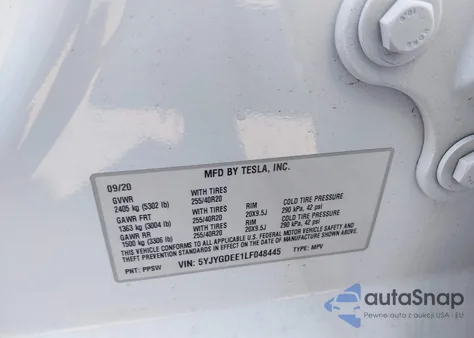 MFD BY TESLA, INC.
09/20
GVWR WITH TIRES
2405 kg (5302 lb) 255/40R20 RIM COLD TIRE PRESSURE
GAWR FRT WITH TIRES 20X9.5J 290 kPa, 42 psi
1363 kg (3004 lb) 255/40R20 RIM COLD TIRE PRESSURE
GAWR RR WITH TIRES 20X9.5J 290 kPa, 42 psi
1500 kg (3306 lb) 255/40R20
THIS VEHICLE CONFORMS TO ALL APPLICABLE U.S. FEDERAL MOTOR VEHICLE SAFETY, BUMPER, AND
THEFT PREVENTION STANDARDS IN EFFECT ON THE DATE OF MANUFACTURE SHOWN ABOVE.
PNT: PPSW VIN: 5YJYGDEE1LF048445 TYPE: MPV
autoSnap
Pewne auta z aukcji USA - EU